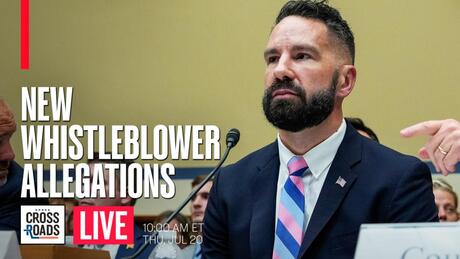 NEW
WHISTLEBLOWER
ALLEGATIONS
CROSS
ROADS
LIVE
10:00 AM ET
THU, JUL 20